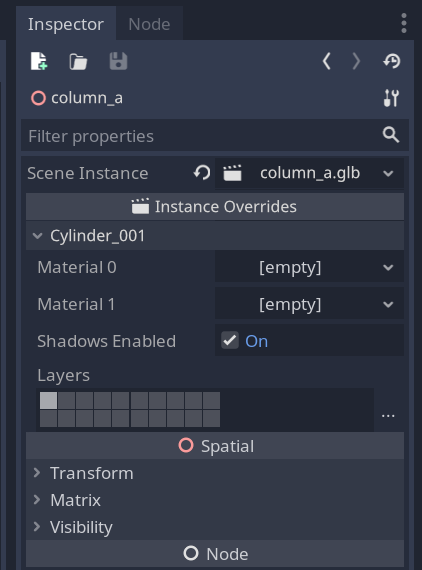 Inspector Node
column_a
Filter properties
Scene Instance column_a.glb
Instance Overrides
Cylinder_001
Material 0 [empty]
Material 1 [empty]
Shadows Enabled On
Layers
...
Spatial
Transform
Matrix
Visibility
Node